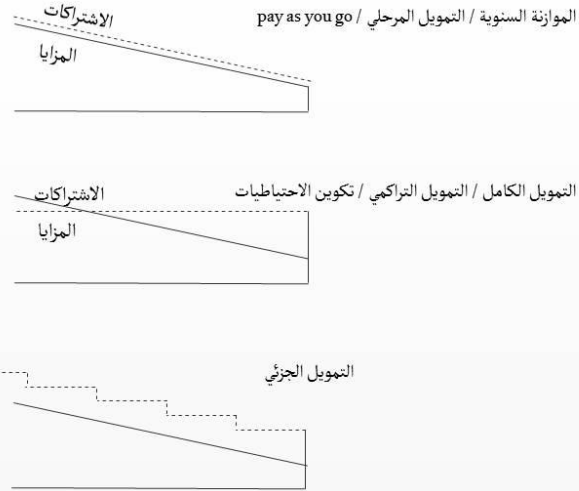 الموازنة السنوية / التمويل المرحلي / pay as you go
الاشتراكات
المزايا
التمويل الكامل / التمويل التراكمي / تكوين الاحتياطيات
الاشتراكات
المزايا
التمويل الجزئي